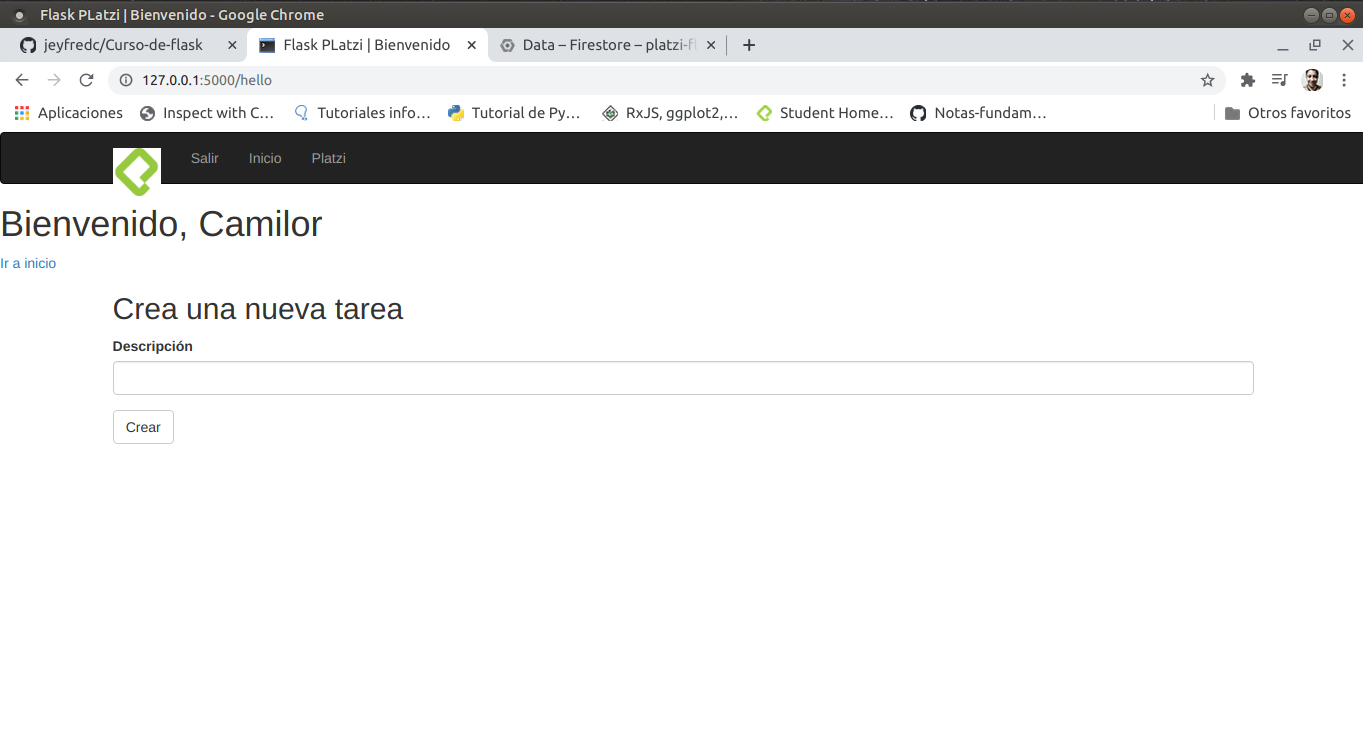 Flask PLatzi | Bienvenido - Google Chrome
jeyfredc/Curso-de-flask
Flask PLatzi | Bienvenido
Data – Firestore – platzi-fl
127.0.0.1:5000/hello
Aplicaciones
Inspect with C...
Tutoriales info...
Tutorial de Py...
RxJS, ggplot2,...
Student Home...
Notas-fundam...
Otros favoritos
Salir
Inicio
Platzi
Bienvenido, Camilor
Ir a inicio
Crea una nueva tarea
Descripción
Crear